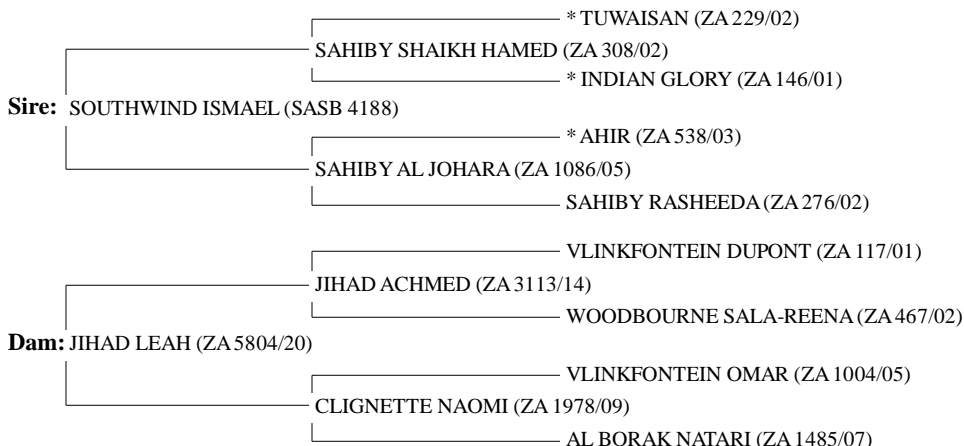 * TUWAISAN (ZA 229/02)
SAHIBY SHAIKH HAMED (ZA 308/02)
* INDIAN GLORY (ZA 146/01)
Sire: SOUTHWIND ISMAEL (SASB 4188)
* AHIR (ZA 538/03)
SAHIBY AL JOHARA (ZA 1086/05)
SAHIBY RASHEEDA (ZA 276/02)
VLINKFONTEIN DUPONT (ZA 117/01)
JIHAD ACHMED (ZA 3113/14)
WOODBOURNE SALA-REENA (ZA 467/02)
Dam: JIHAD LEAH (ZA 5804/20)
VLINKFONTEIN OMAR (ZA 1004/05)
CLIGNETTE NAOMI (ZA 1978/09)
AL BORAK NATARI (ZA 1485/07)